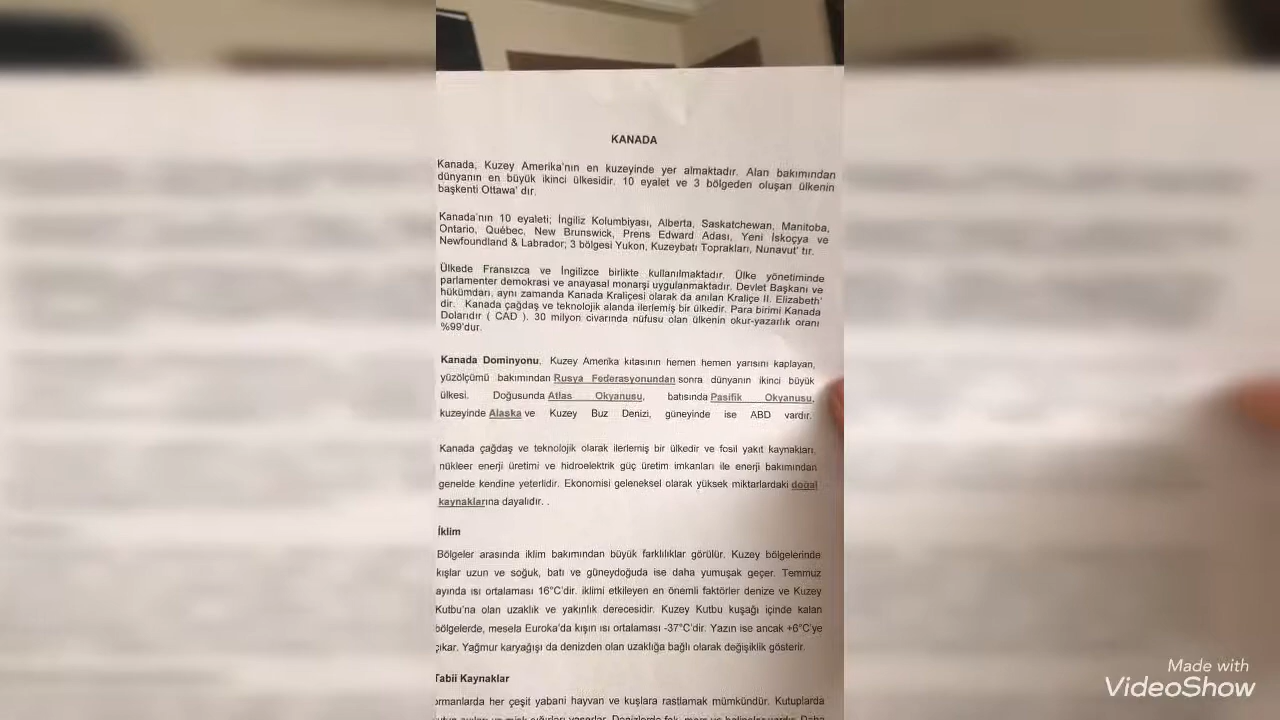 KANADA
Kanada, Kuzey Amerika'nın en kuzeyinde yer almaktadır. Alan bakımından
dünyanın en büyük ikinci ülkesidir. 10 eyalet ve 3 bölgeden oluşan ülkenin
başkenti Ottawa' dır.
Kanada'nın 10 eyaleti; İngiliz Kolumbiyası, Alberta, Saskatchewan, Manitoba,
Ontario, Québec, New Brunswick, Prens Edward Adası, Yeni İskoçya ve
Newfoundland & Labrador; 3 bölgesi Yukon, Kuzeybatı Toprakları, Nunavut' tır.
Ülkede Fransızca ve İngilizce birlikte kullanılmaktadır. Ülke yönetiminde
parlamenter demokrasi ve anayasal monarşi uygulanmaktadır. Devlet Başkanı ve
hükümdarı, aynı zamanda Kanada Kraliçesi olarak da anılan Kraliçe II. Elizabeth'
dir. Kanada çağdaş ve teknolojik alanda ilerlemiş bir ülkedir. Para birimi Kanada
Dolarıdır ( CAD ). 30 milyon civarında nüfusu olan ülkenin okur-yazarlık oranı
%99'dur.
Kanada Dominyonu, Kuzey Amerika kıtasının hemen hemen yarısını kaplayan,
yüzölçümü bakımından Rusya Federasyonundan sonra dünyanın ikinci büyük
ülkesi. Doğusunda Atlas Okyanusu, batısında Pasifik Okyanusu,
kuzeyinde Alaska ve Kuzey Buz Denizi, güneyinde ise ABD vardır.
Kanada çağdaş ve teknolojik olarak ilerlemiş bir ülkedir ve fosil yakıt kaynakları,
nükleer enerji üretimi ve hidroelektrik güç üretim imkanları ile enerji bakımından
genelde kendine yeterlidir. Ekonomisi geleneksel olarak yüksek miktarlardaki doğal
kaynaklarına dayalıdır. .
İklim
Bölgeler arasında iklim bakımından büyük farklılıklar görülür. Kuzey bölgelerinde
kışlar uzun ve soğuk, batı ve güneydoğuda ise daha yumuşak geçer. Temmuz
ayında ısı ortalaması 16°C'dir. iklimi etkileyen en önemli faktörler denize ve Kuzey
Kutbu'na olan uzaklık ve yakınlık derecesidir. Kuzey Kutbu kuşağı içinde kalan
bölgelerde, mesela Euroka'da kışın ısı ortalaması -37°C'dir. Yazın ise ancak +6°C'ye
çıkar. Yağmur karyağışı da denizden olan uzaklığa bağlı olarak değişiklik gösterir.
Tabii Kaynaklar
ormanlarda her çeşit yabani hayvan ve kuşlara rastlamak mümkündür. Kutuplarda
Made with
VideoShow